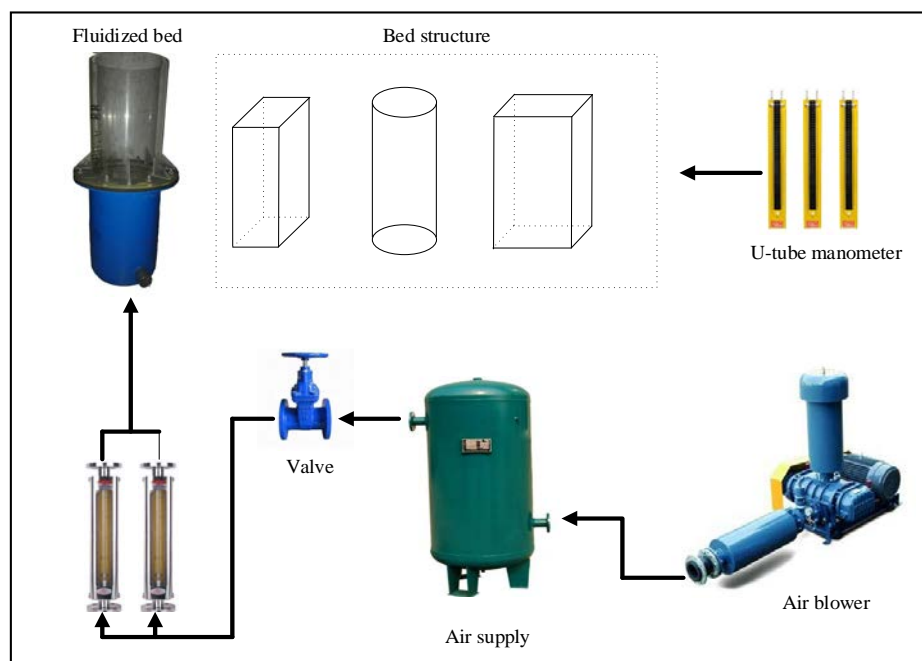 Fluidized bed
Bed structure
U-tube manometer
Valve
Air supply
Air blower